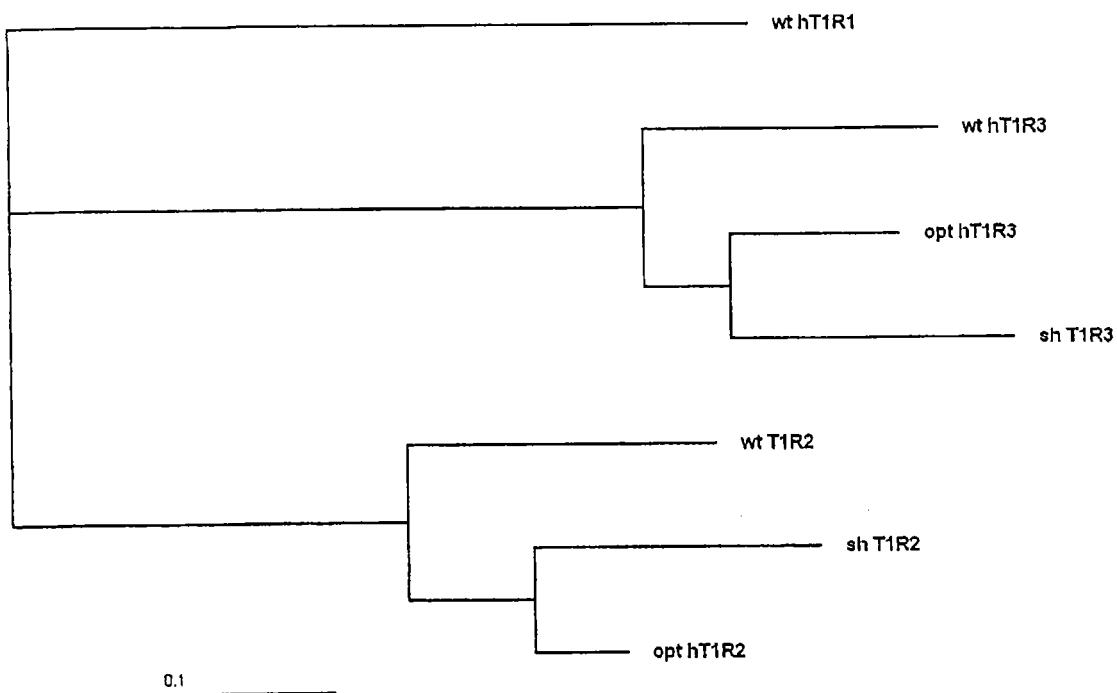 wt hT1R1
wt hT1R3
opt hT1R3
sh T1R3
wt T1R2
sh T1R2
opt hT1R2
0.1